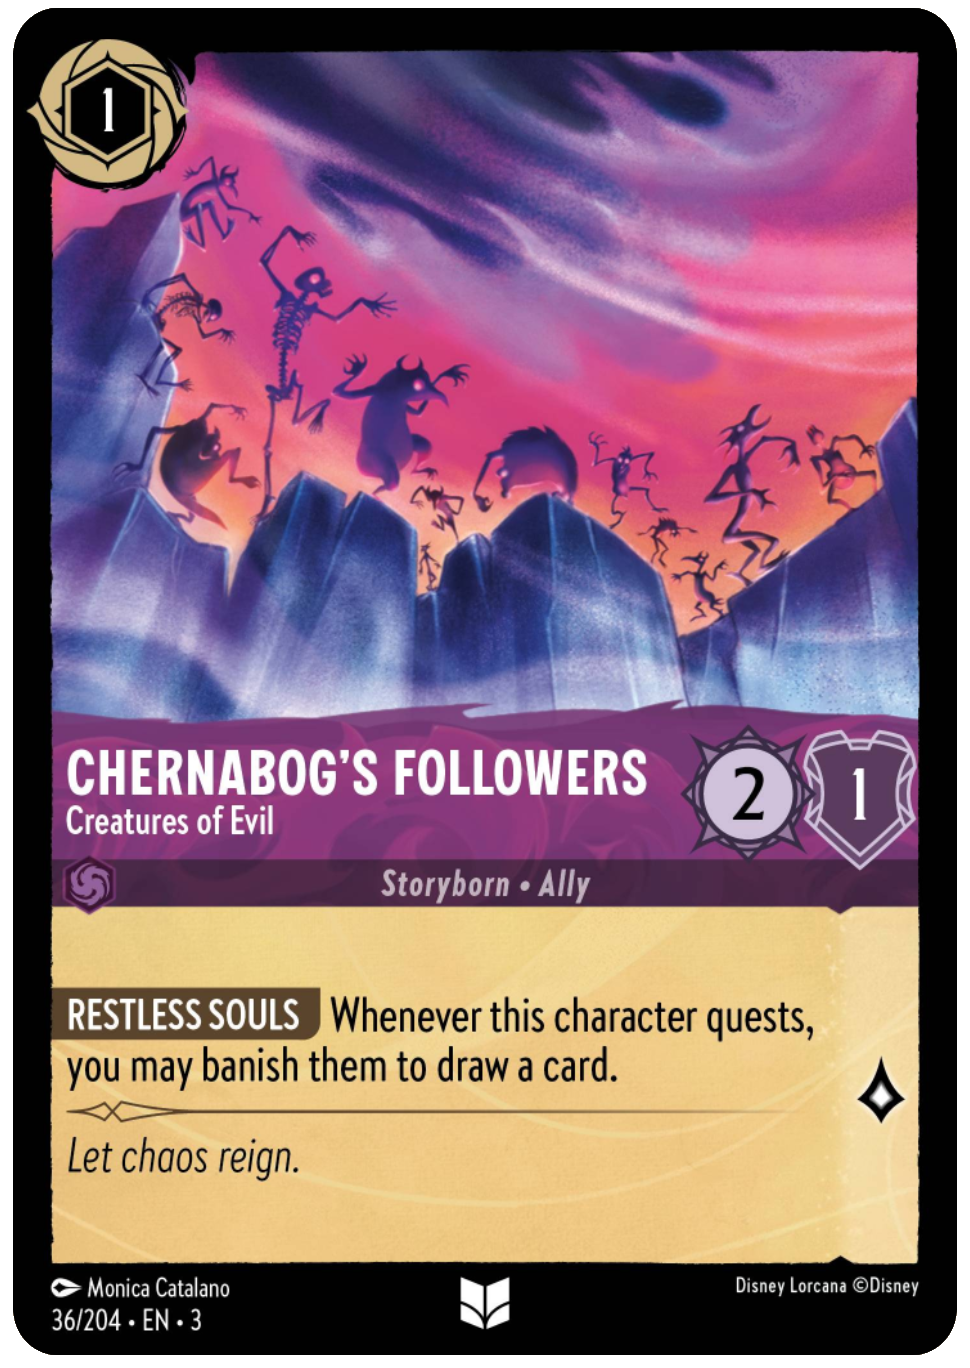 1
CHERNABOG'S FOLLOWERS
Creatures of Evil
2
1
Storyborn • Ally
RESTLESS SOULS Whenever this character quests,
you may banish them to draw a card.
Let chaos reign.
Monica Catalano
36/204 • EN • 3
Disney Lorcana ©Disney